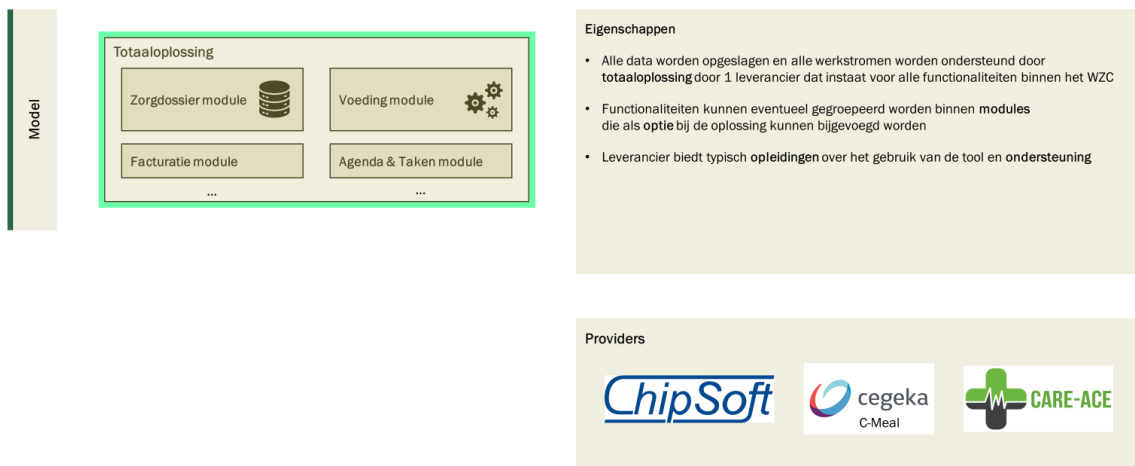 Model
Totaaloplossing
Zorgdossier module
Voeding module
Facturatie module
Agenda & Taken module
...
...
Eigenschappen
• Alle data worden opgeslagen en alle werkstromen worden ondersteund door
totaaloplossing door 1 leverancier dat instaat voor alle functionaliteiten binnen het WZC
• Functionaliteiten kunnen eventueel gegroepeerd worden binnen modules
die als optie bij de oplossing kunnen bijgevoegd worden
• Leverancier biedt typisch opleidingen over het gebruik van de tool en ondersteuning
Providers
ChipSoft
cegeka
C-Meal
CARE-ACE